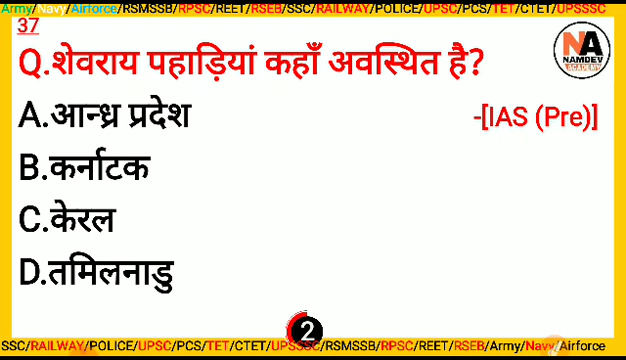 Army/Navy/Airforce/RSMSSB/RPSC/REET/RSEB/SSC/RAILWAY/POLICE/UPSC/PCS/TET/CTET/UPSSSC
37
Q.शेवराय पहाड़ियां कहाँ अवस्थित है?
NA
NAMDEV
ACADEMY
A.आन्ध्र प्रदेश
-[IAS (Pre)]
B.कर्नाटक
C.केरल
D.तमिलनाडु
2
SSC/RAILWAY/POLICE/UPSC/PCS/TET/CTET/UPSSSC/RSMSSB/RPSC/REET/RSEB/Army/Navy/Airforce